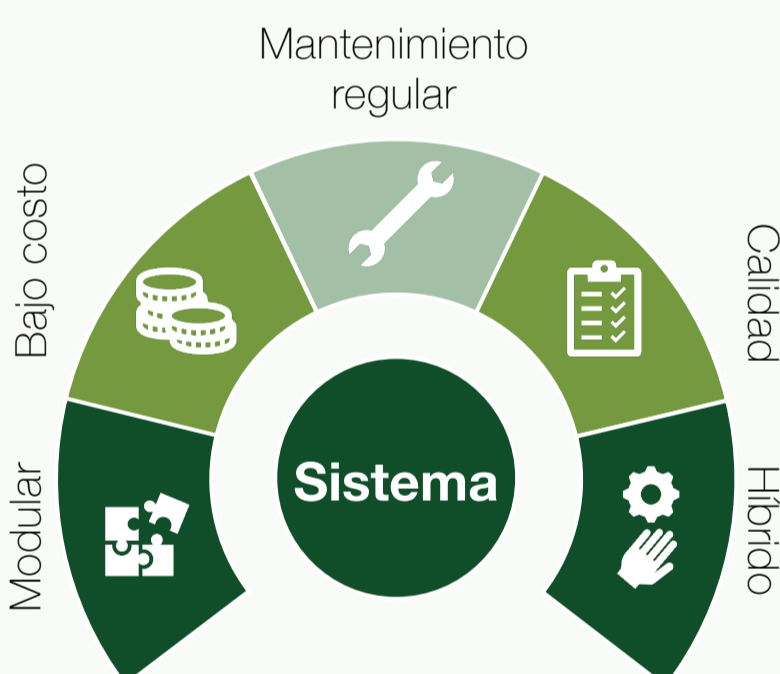 Mantenimiento
regular
Bajo costo
Calidad
Modular
Sistema
Híbrido